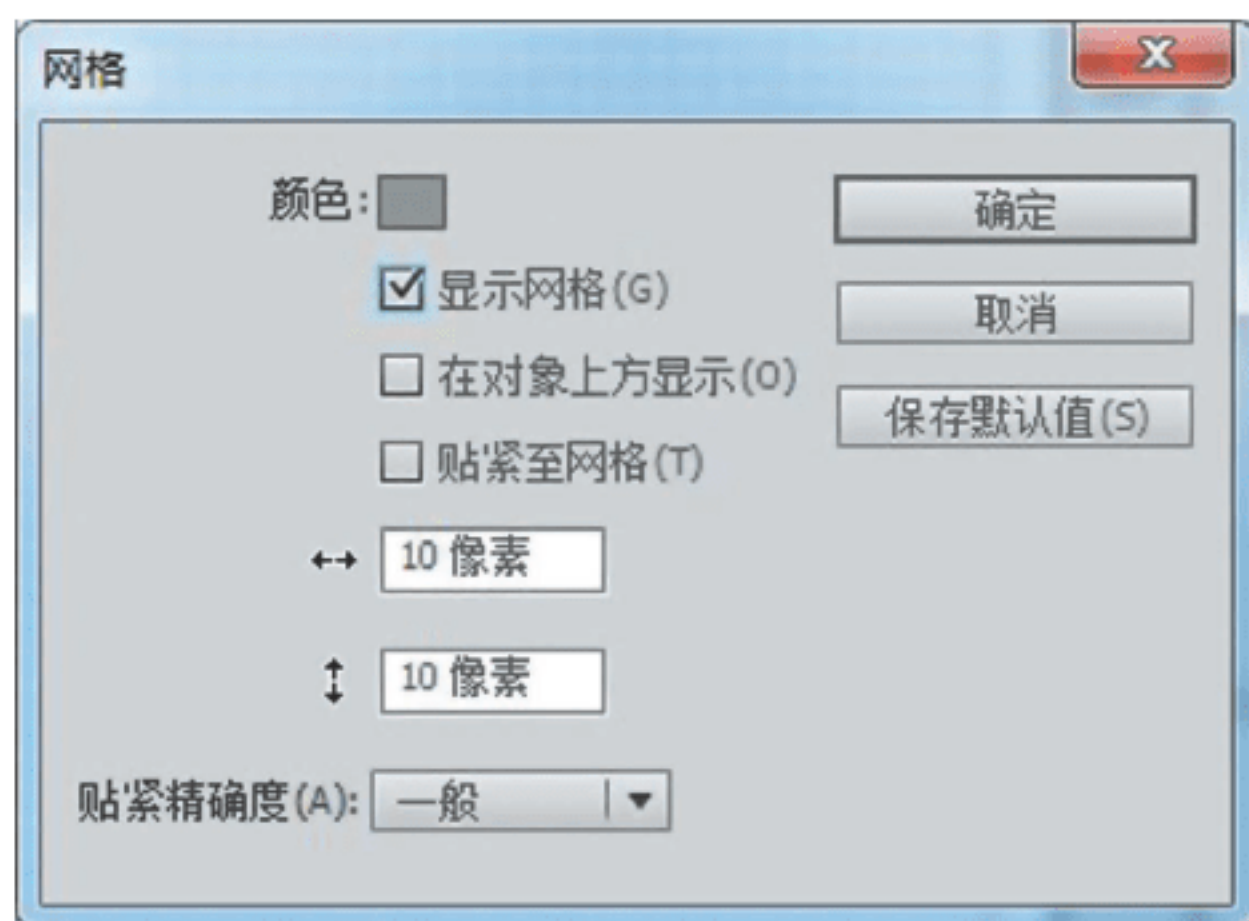 网格
颜色:
确定
显示网格(G)
取消
在对象上方显示(O)
保存默认值(S)
贴紧至网格(T)
10 像素
10 像素
贴紧精确度(A): 一般